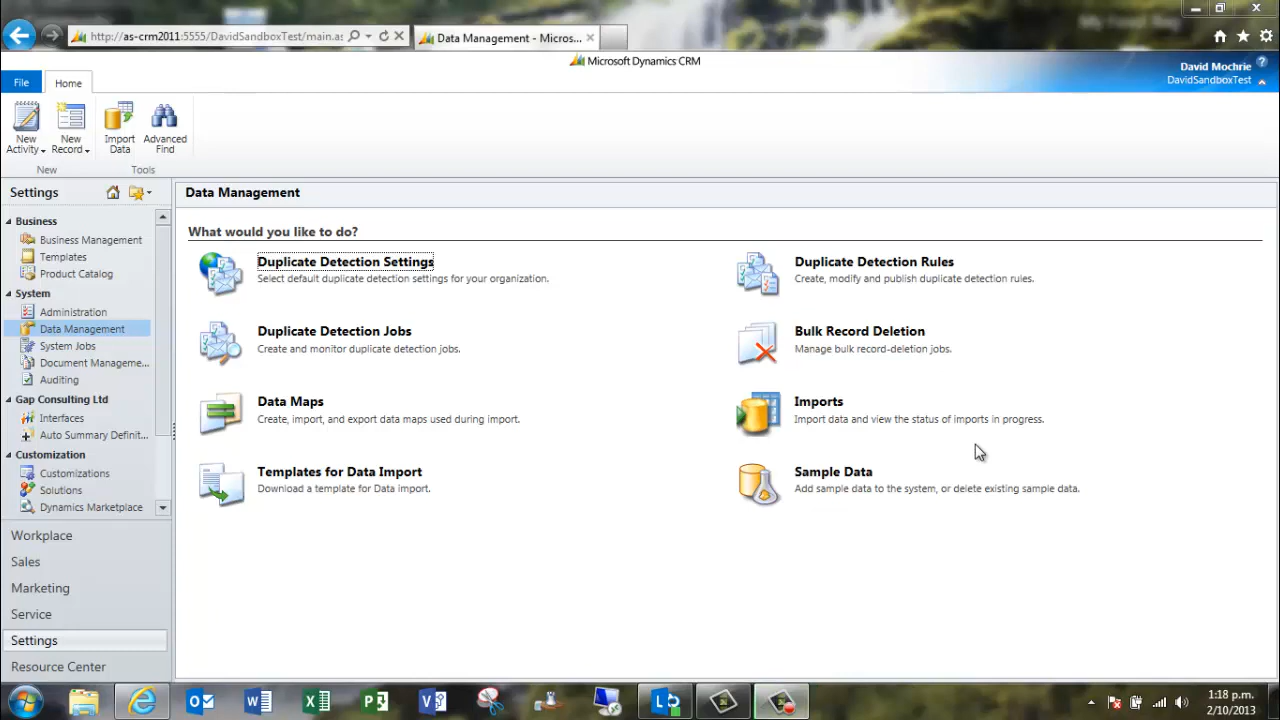 http://as-crm2011:5555/DavidSandboxTest/main.as
Data Management - Micros...
Microsoft Dynamics CRM
David Mochrie
DavidSandboxTest
File
Home
New Activity
New Record
Import Data
Advanced Find
New
Tools
Settings
Data Management
Business
Business Management
Templates
Product Catalog
System
Administration
Data Management
System Jobs
Document Manageme...
Auditing
Gap Consulting Ltd
Interfaces
Auto Summary Definit...
Customization
Customizations
Solutions
Dynamics Marketplace
Workplace
Sales
Marketing
Service
Settings
Resource Center
What would you like to do?
Duplicate Detection Settings
Select default duplicate detection settings for your organization.
Duplicate Detection Rules
Create, modify and publish duplicate detection rules.
Duplicate Detection Jobs
Create and monitor duplicate detection jobs.
Bulk Record Deletion
Manage bulk record-deletion jobs.
Data Maps
Create, import, and export data maps used during import.
Imports
Import data and view the status of imports in progress.
Templates for Data Import
Download a template for Data import.
Sample Data
Add sample data to the system, or delete existing sample data.
1:18 p.m.
2/10/2013